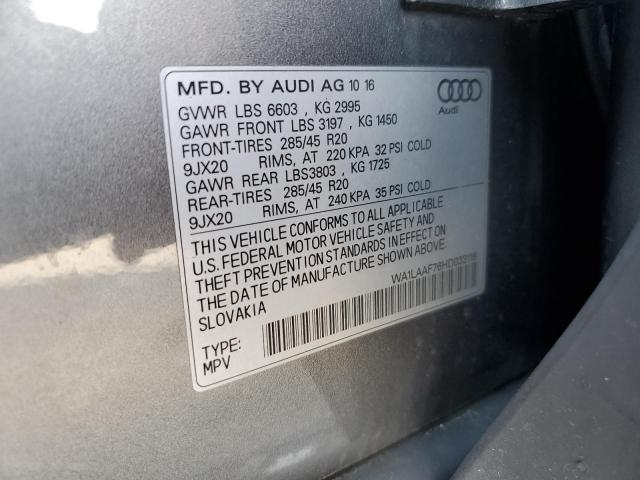 MFD. BY AUDI AG 10 16
Audi
GVWR LBS 6603 , KG 2995
GAWR FRONT LBS 3197 , KG 1450
FRONT-TIRES 285/45 R20
9JX20 RIMS, AT 220 KPA 32 PSI COLD
GAWR REAR LBS3803 , KG 1725
REAR-TIRES 285/45 R20
9JX20 RIMS, AT 240 KPA 35 PSI COLD
THIS VEHICLE CONFORMS TO ALL APPLICABLE
U.S. FEDERAL MOTOR VEHICLE SAFETY AND
THEFT PREVENTION STANDARDS IN EFFECT ON
THE DATE OF MANUFACTURE SHOWN ABOVE.
SLOVAKIA
TYPE:
MPV